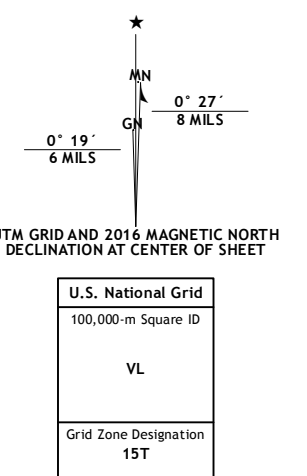 ★
MN
0° 27´
8 MILS
GN
0° 19´
6 MILS
UTM GRID AND 2016 MAGNETIC NORTH
DECLINATION AT CENTER OF SHEET
U.S. National Grid
100,000-m Square ID
VL
Grid Zone Designation
15T